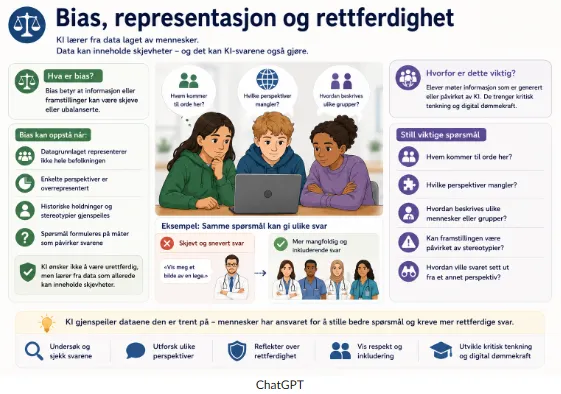 Bias, representasjon og rettferdighet
KI lærer fra data laget av mennesker.
Data kan inneholde skjevheter – og det kan KI-svarene også gjøre.
Hva er bias?
Bias betyr at informasjon eller
framstillinger kan være skjeve
eller ubalanserte.
Bias kan oppstå når:
Datagrunnlaget representerer
ikke hele befolkningen
Enkelte perspektiver er
overrepresentert
Historiske holdninger og
stereotypier gjenspeiles
Spørsmål formuleres på måter
som påvirker svarene
KI ønsker ikke å være urettferdig,
men lærer fra data som allerede
kan inneholde skjevheter.
Hvem kommer
til orde her?
Hvilke perspektiver
mangler?
Hvordan beskrives
ulike grupper?
Eksempel: Samme spørsmål kan gi ulike svar
Skjevt og snevert svar
«Vis meg et
bilde av en lege.»
Mer mangfoldig og
inkluderende svar
Hvorfor er dette viktig?
Elever møter informasjon som er generert
eller påvirket av KI. De trenger kritisk
tenkning og digital dømmekraft.
Still viktige spørsmål
Hvem kommer til orde her?
Hvilke perspektiver mangler?
Hvordan beskrives ulike
mennesker eller grupper?
Kan framstillingen være
påvirket av stereotypier?
Hvordan ville svaret sett ut
fra et annet perspektiv?
KI gjenspeiler dataene den er trent på – mennesker har ansvaret for å stille bedre spørsmål og kreve mer rettferdige svar.
Undersøk og
sjekk svarene
Utforsk ulike
perspektiver
Reflekter over
rettferdighet
Vis respekt og
inkludering
Utvikle kritisk tenkning
og digital dømmekraft
ChatGPT